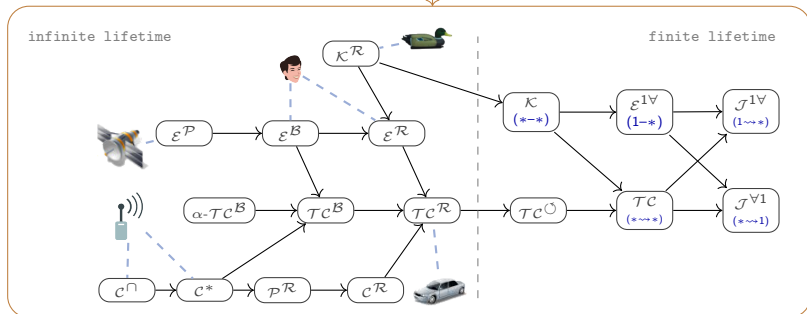 infinite lifetime
finite lifetime
𝒦^ℛ
𝒦
(∗–∗)
ℰ^{1∀}
(1–∗)
𝒥^{1∀}
(1⇝∗)
ℰ^𝒫
ℰ^ℬ
ℰ^ℛ
α-𝒯𝒞^ℬ
𝒯𝒞^ℬ
𝒯𝒞^ℛ
𝒯𝒞^↺
𝒯𝒞
(∗⇝∗)
𝒥^{∀1}
(∗⇝1)
𝒞^∩
𝒞^∗
𝒫^ℛ
𝒞^ℛ